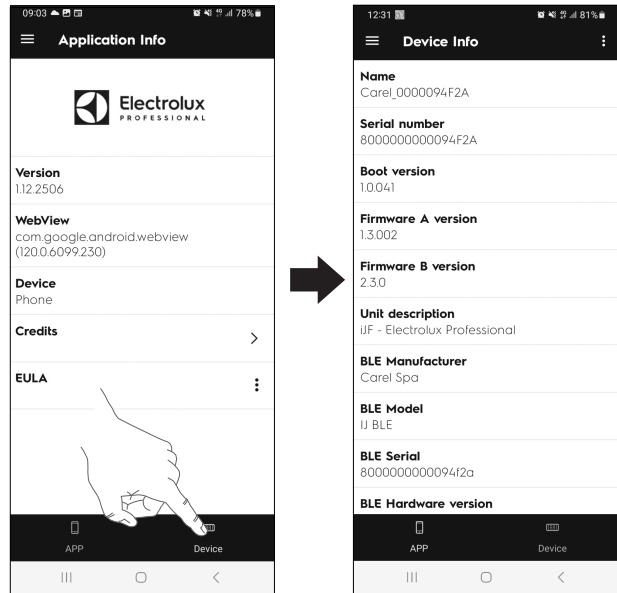 09:03 78%
Application Info
Electrolux
PROFESSIONAL
Version
1.12.2506
WebView
com.google.android.webview
(120.0.6099.230)
Device
Phone
Credits
EULA
APP Device
12:31 81%
Device Info
Name
Carel_0000094F2A
Serial number
8000000000094F2A
Boot version
1.0.041
Firmware A version
1.3.002
Firmware B version
2.3.0
Unit description
iJF - Electrolux Professional
BLE Manufacturer
Carel Spa
BLE Model
IJ BLE
BLE Serial
8000000000094f2a
BLE Hardware version
APP Device